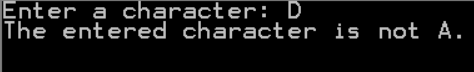 Enter a character: D
The entered character is not A.